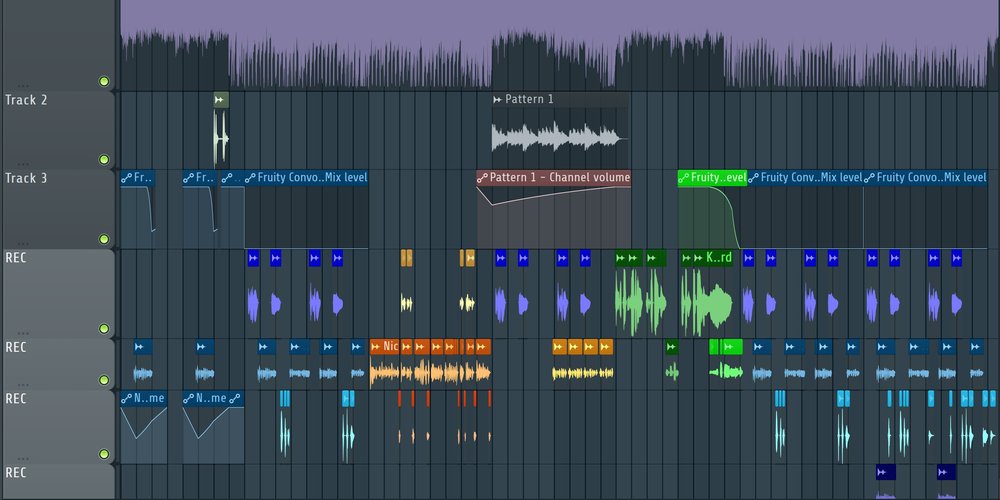 Track 2
Pattern 1
Track 3
Fr..
Fr..
..
Fruity Convo..Mix level
Pattern 1 - Channel volume
Fruity..evel
Fruity Conv..Mix level
Fruity Convo..Mix level
REC
K..rd
REC
Nic
REC
N..me
N..me
REC